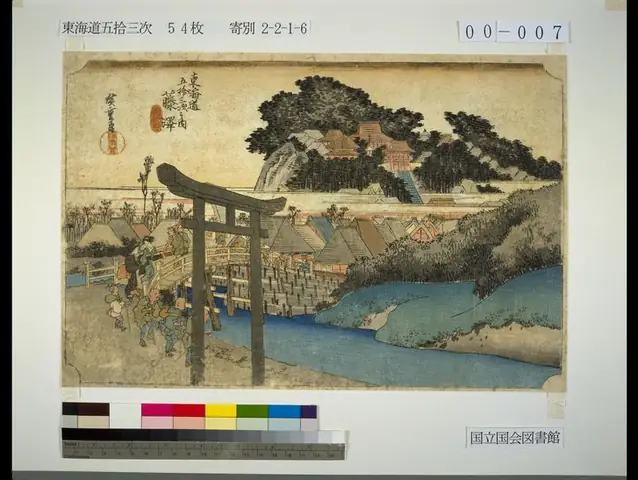 東海道五拾三次 54枚 寄別 2-2-1-6
00-007
東海道
五拾三次之内
藤澤
廣重画
国立国会図書館